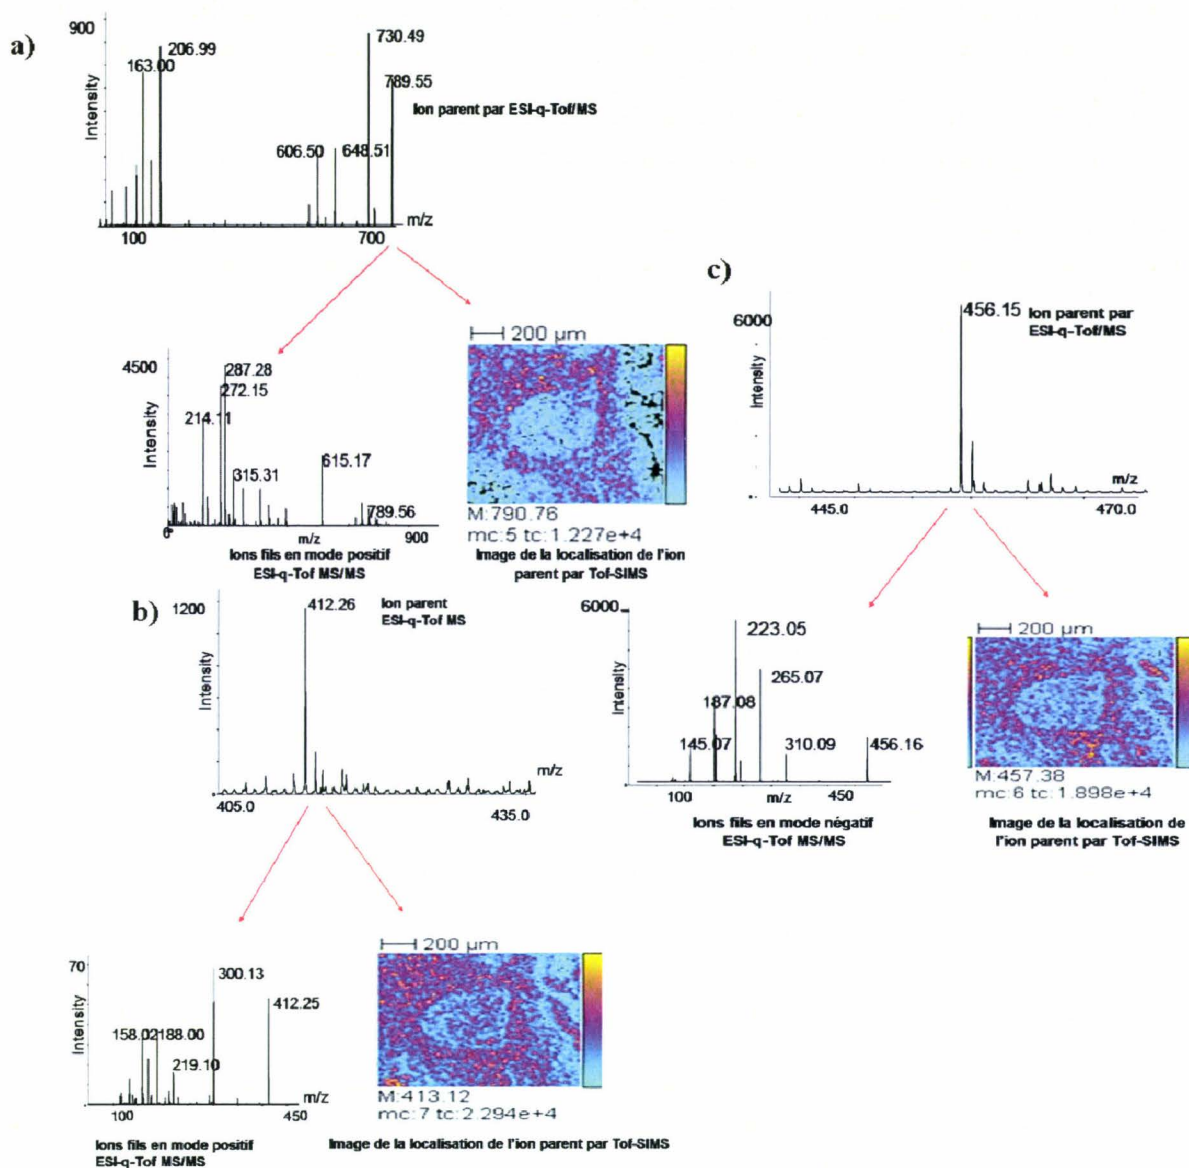 a)
900
206.99
163.00
730.49
789.55
Ion parent par ESI-q-Tof/MS
606.50
648.51
Intensity
m/z
100
700
4500
287.28
272.15
214.11
315.31
615.17
789.56
Intensity
0
m/z
900
Ions fils en mode positif
ESI-q-Tof MS/MS
200 µm
M:790.76
mc:5 tc:1.227e+4
Image de la localisation de l'ion
parent par Tof-SIMS
c)
6000
456.15
Ion parent par
ESI-q-Tof/MS
Intensity
m/z
445.0
470.0
6000
223.05
265.07
187.08
145.07
310.09
456.16
Intensity
100
m/z
450
Ions fils en mode négatif
ESI-q-Tof MS/MS
200 µm
M:457.38
mc:6 tc:1.898e+4
Image de la localisation de
l'ion parent par Tof-SIMS
b)
1200
412.26
Ion parent
ESI-q-Tof MS
Intensity
m/z
405.0
435.0
70
300.13
412.25
158.02
188.00
219.10
Intensity
100
450
m/z
Ions fils en mode positif
ESI-q-Tof MS/MS
200 µm
M:413.12
mc:7 tc:2.294e+4
Image de la localisation de l'ion parent par Tof-SIMS